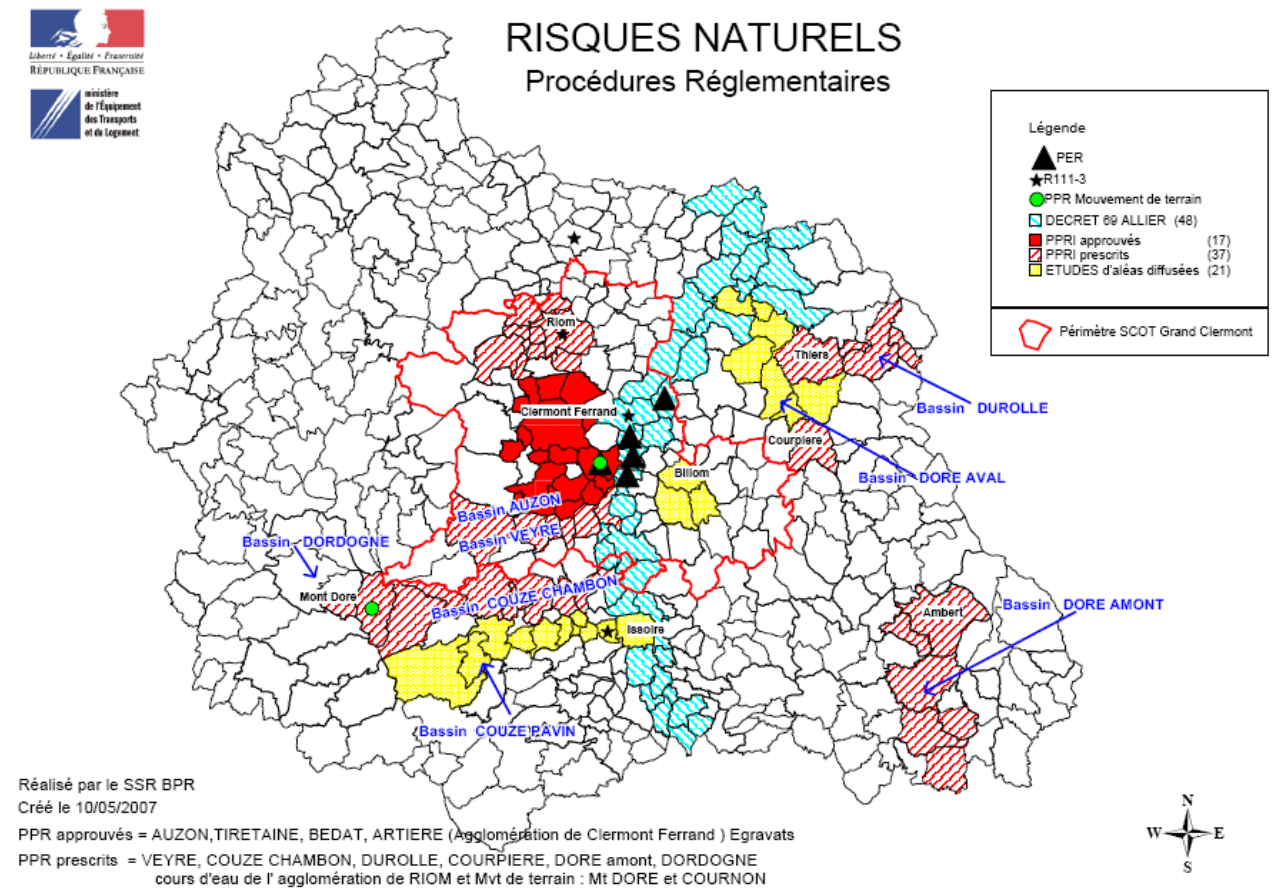 RISQUES NATURELS
Procédures Réglementaires
Liberté • Égalité • Fraternité
RÉPUBLIQUE FRANÇAISE
ministère
de l'Équipement
des Transports
et du Logement
Légende
PER
R111-3
PPR Mouvement de terrain
DECRET 69 ALLIER (48)
PPRI approuvés (17)
PPRI prescrits (37)
ETUDES d'aléas diffusées (21)
Périmètre SCOT Grand Clermont
Riom
Thiers
Bassin DUROLLE
Clermont Ferrand
Courpiere
Billom
Bassin DORE AVAL
Bassin AUZON
Bassin VEYRE
Bassin DORDOGNE
Mont Dore
Bassin COUZE CHAMBON
Ambert
Bassin DORE AMONT
Issoire
Bassin COUZE PAVIN
Réalisé par le SSR BPR
Créé le 10/05/2007
PPR approuvés = AUZON,TIRETAINE, BEDAT, ARTIERE (Agglomération de Clermont Ferrand ) Egravats
PPR prescrits = VEYRE, COUZE CHAMBON, DUROLLE, COURPIERE, DORE amont, DORDOGNE
cours d'eau de l' agglomération de RIOM et Mvt de terrain : Mt DORE et COURNON
N
W E
S